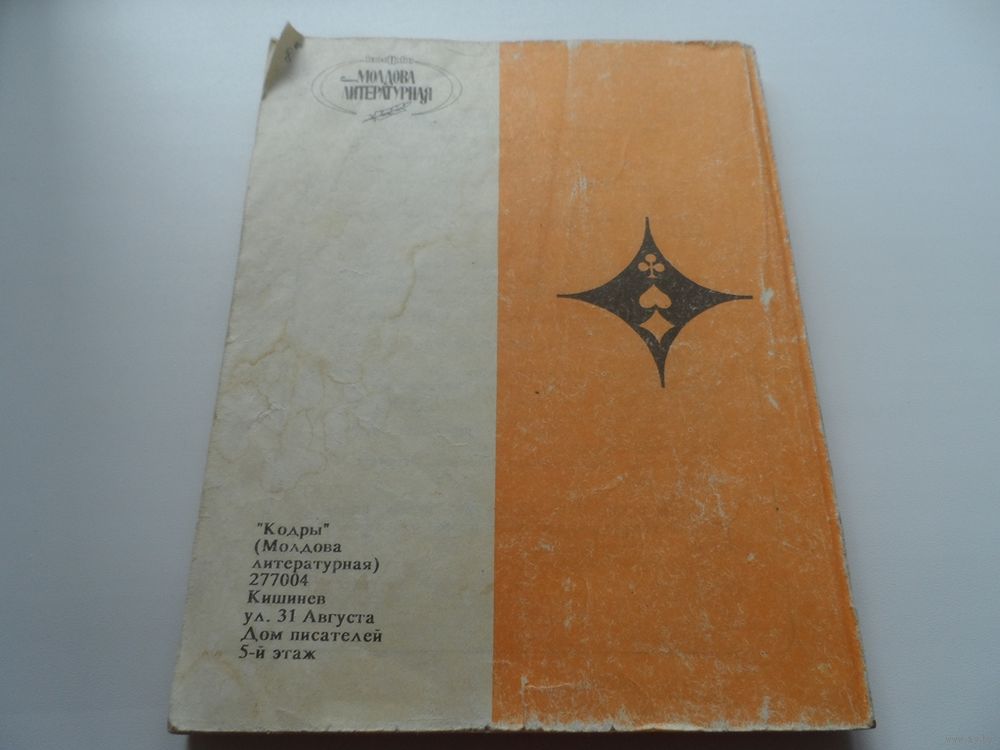 МОЛДОВА
ЛИТЕРАТУРНАЯ
"Кодры"
(Молдова
литературная)
277004
Кишинев
ул. 31 Августа
Дом писателей
5-й этаж